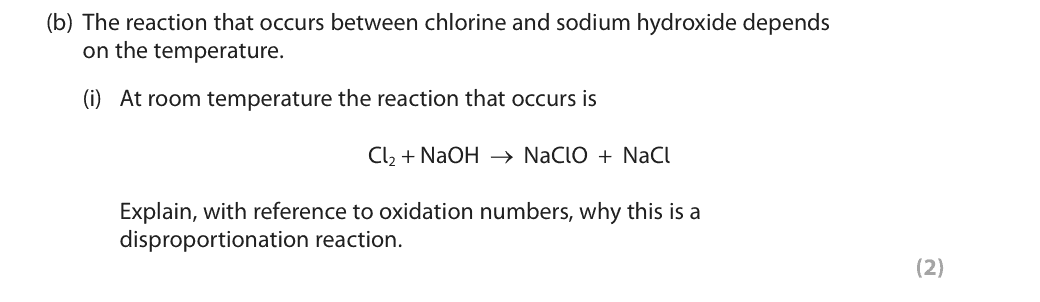 (b) The reaction that occurs between chlorine and sodium hydroxide depends
on the temperature.
(i) At room temperature the reaction that occurs is
Cl₂ + NaOH → NaClO + NaCl
Explain, with reference to oxidation numbers, why this is a
disproportionation reaction.
(2)